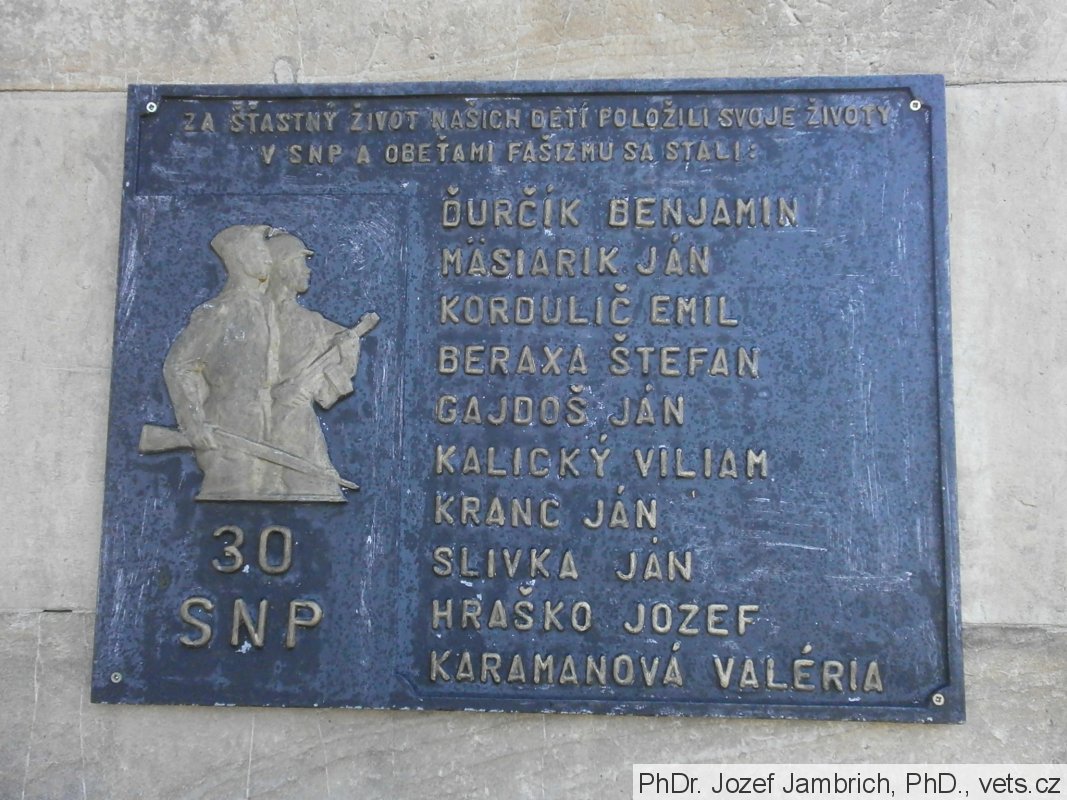 ZA ŠŤASTNÝ ŽIVOT NAŠICH DETÍ POLOŽILI SVOJE ŽIVOTY
V SNP A OBEŤAMI FAŠIZMU SA STALI:
ĎURČÍK BENJAMIN
MÄSIARIK JÁN
KORDULIČ EMIL
BERAXA ŠTEFAN
GAJDOŠ JÁN
KALICKÝ VILIAM
KRANC JÁN
SLIVKA JÁN
HRAŠKO JOZEF
KARAMANOVÁ VALÉRIA
30
SNP
PhDr. Jozef Jambrich, PhD., vets.cz